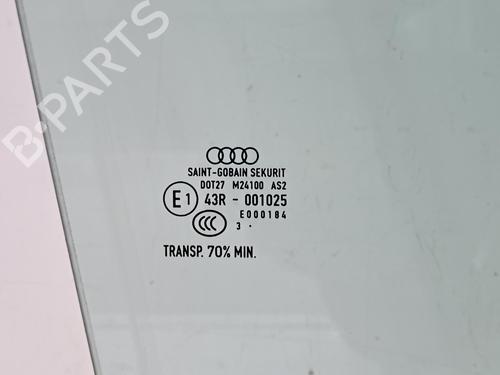 B-PARTS
SAINT-GOBAIN SEKURIT
DOT27 M24100 AS2
E1 43R - 001025
E000184
CCC 3 .
TRANSP. 70% MIN.